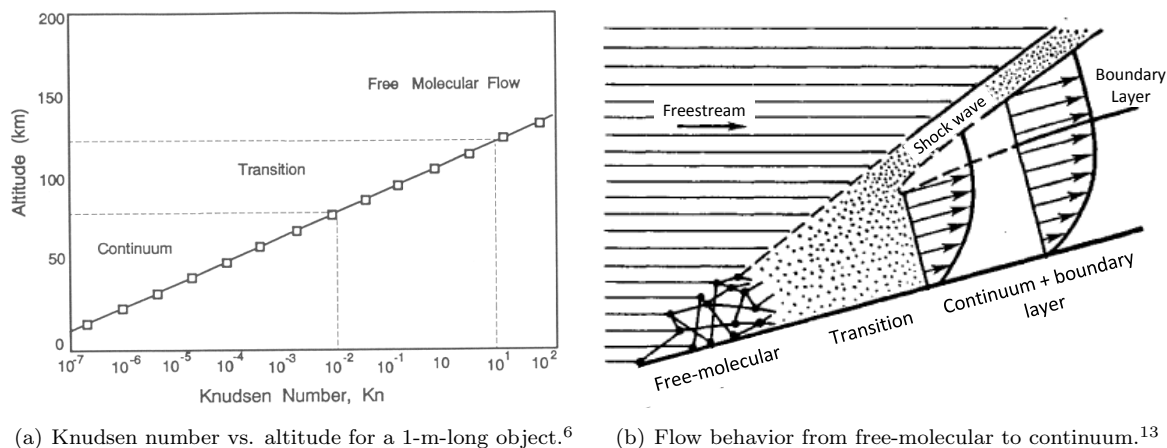 200
150
100
50
0
Altitude (km)
Free Molecular Flow
Transition
Continuum
10^-7
10^-6
10^-5
10^-4
10^-3
10^-2
10^-1
10
10^1
10^2
Knudsen Number, Kn
Freestream
Shock wave
Boundary
Layer
Continuum + boundary
layer
Transition
Free-molecular
(a) Knudsen number vs. altitude for a 1-m-long object.^6
(b) Flow behavior from free-molecular to continuum.^13